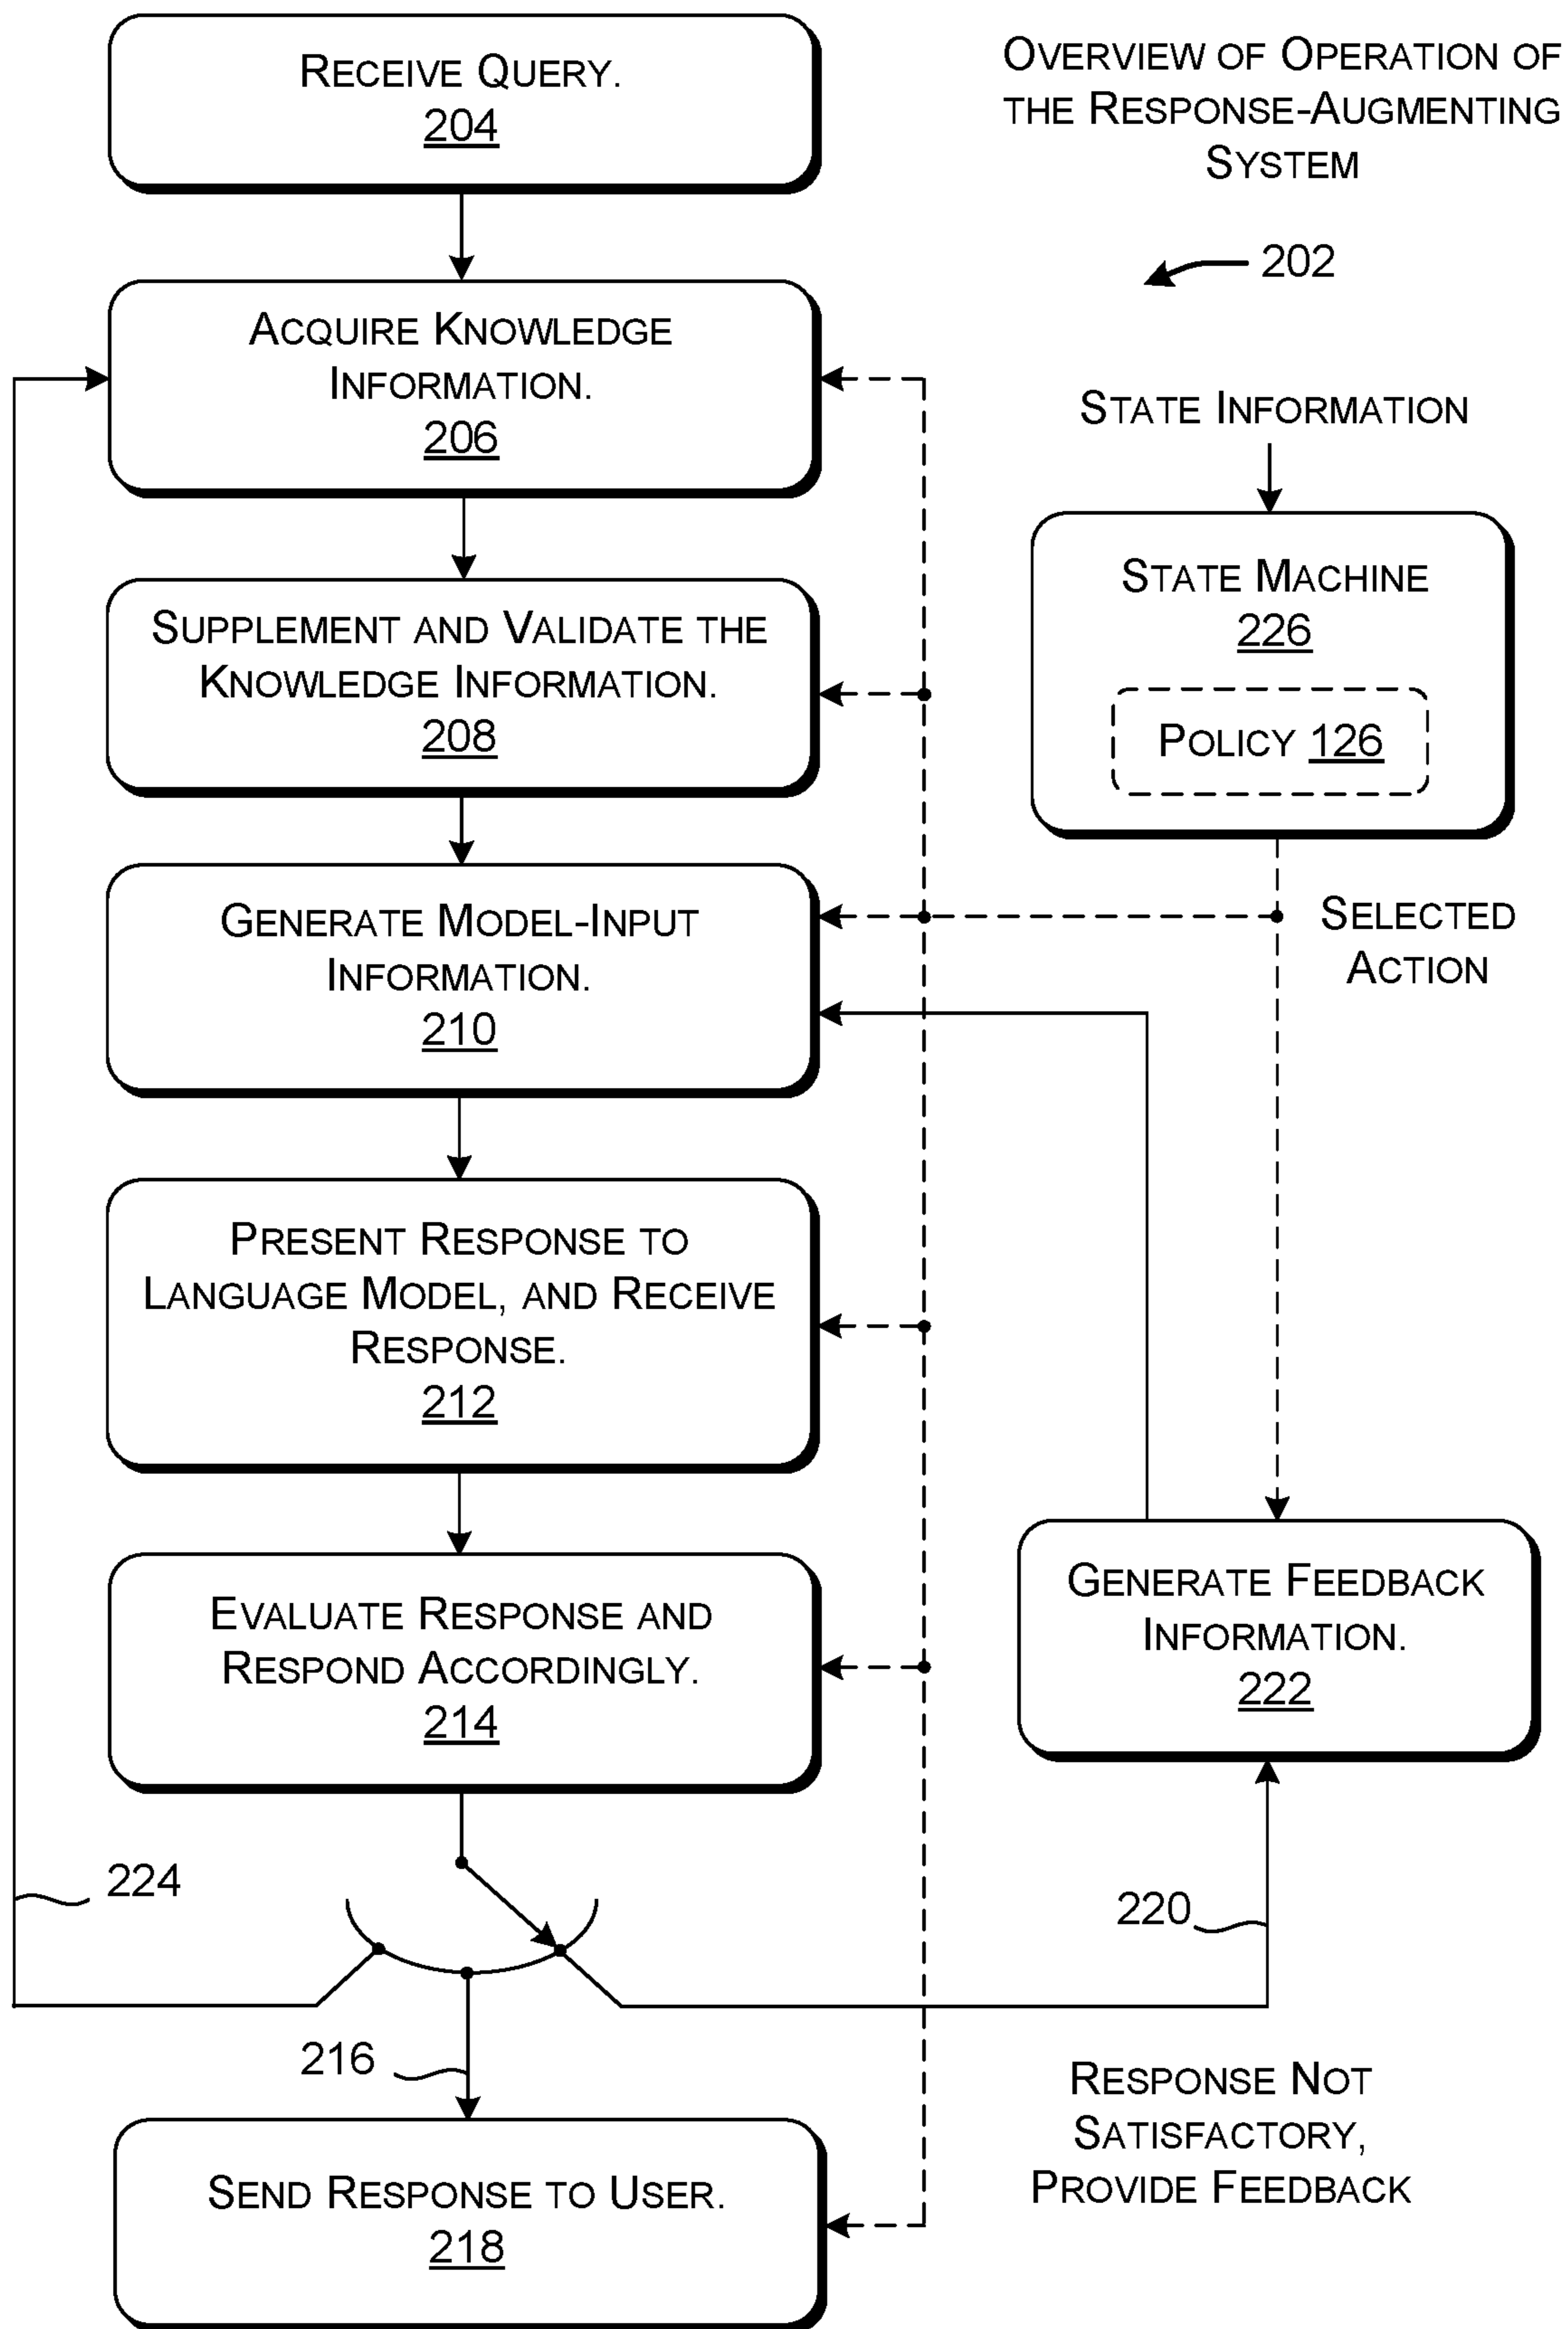 RECEIVE QUERY.
204
OVERVIEW OF OPERATION OF
THE RESPONSE-AUGMENTING
SYSTEM
202
ACQUIRE KNOWLEDGE
INFORMATION.
206
STATE INFORMATION
STATE MACHINE
226
POLICY 126
SUPPLEMENT AND VALIDATE THE
KNOWLEDGE INFORMATION.
208
GENERATE MODEL-INPUT
INFORMATION.
210
SELECTED
ACTION
PRESENT RESPONSE TO
LANGUAGE MODEL, AND RECEIVE
RESPONSE.
212
EVALUATE RESPONSE AND
RESPOND ACCORDINGLY.
214
GENERATE FEEDBACK
INFORMATION.
222
224
220
216
RESPONSE NOT
SATISFACTORY,
PROVIDE FEEDBACK
SEND RESPONSE TO USER.
218